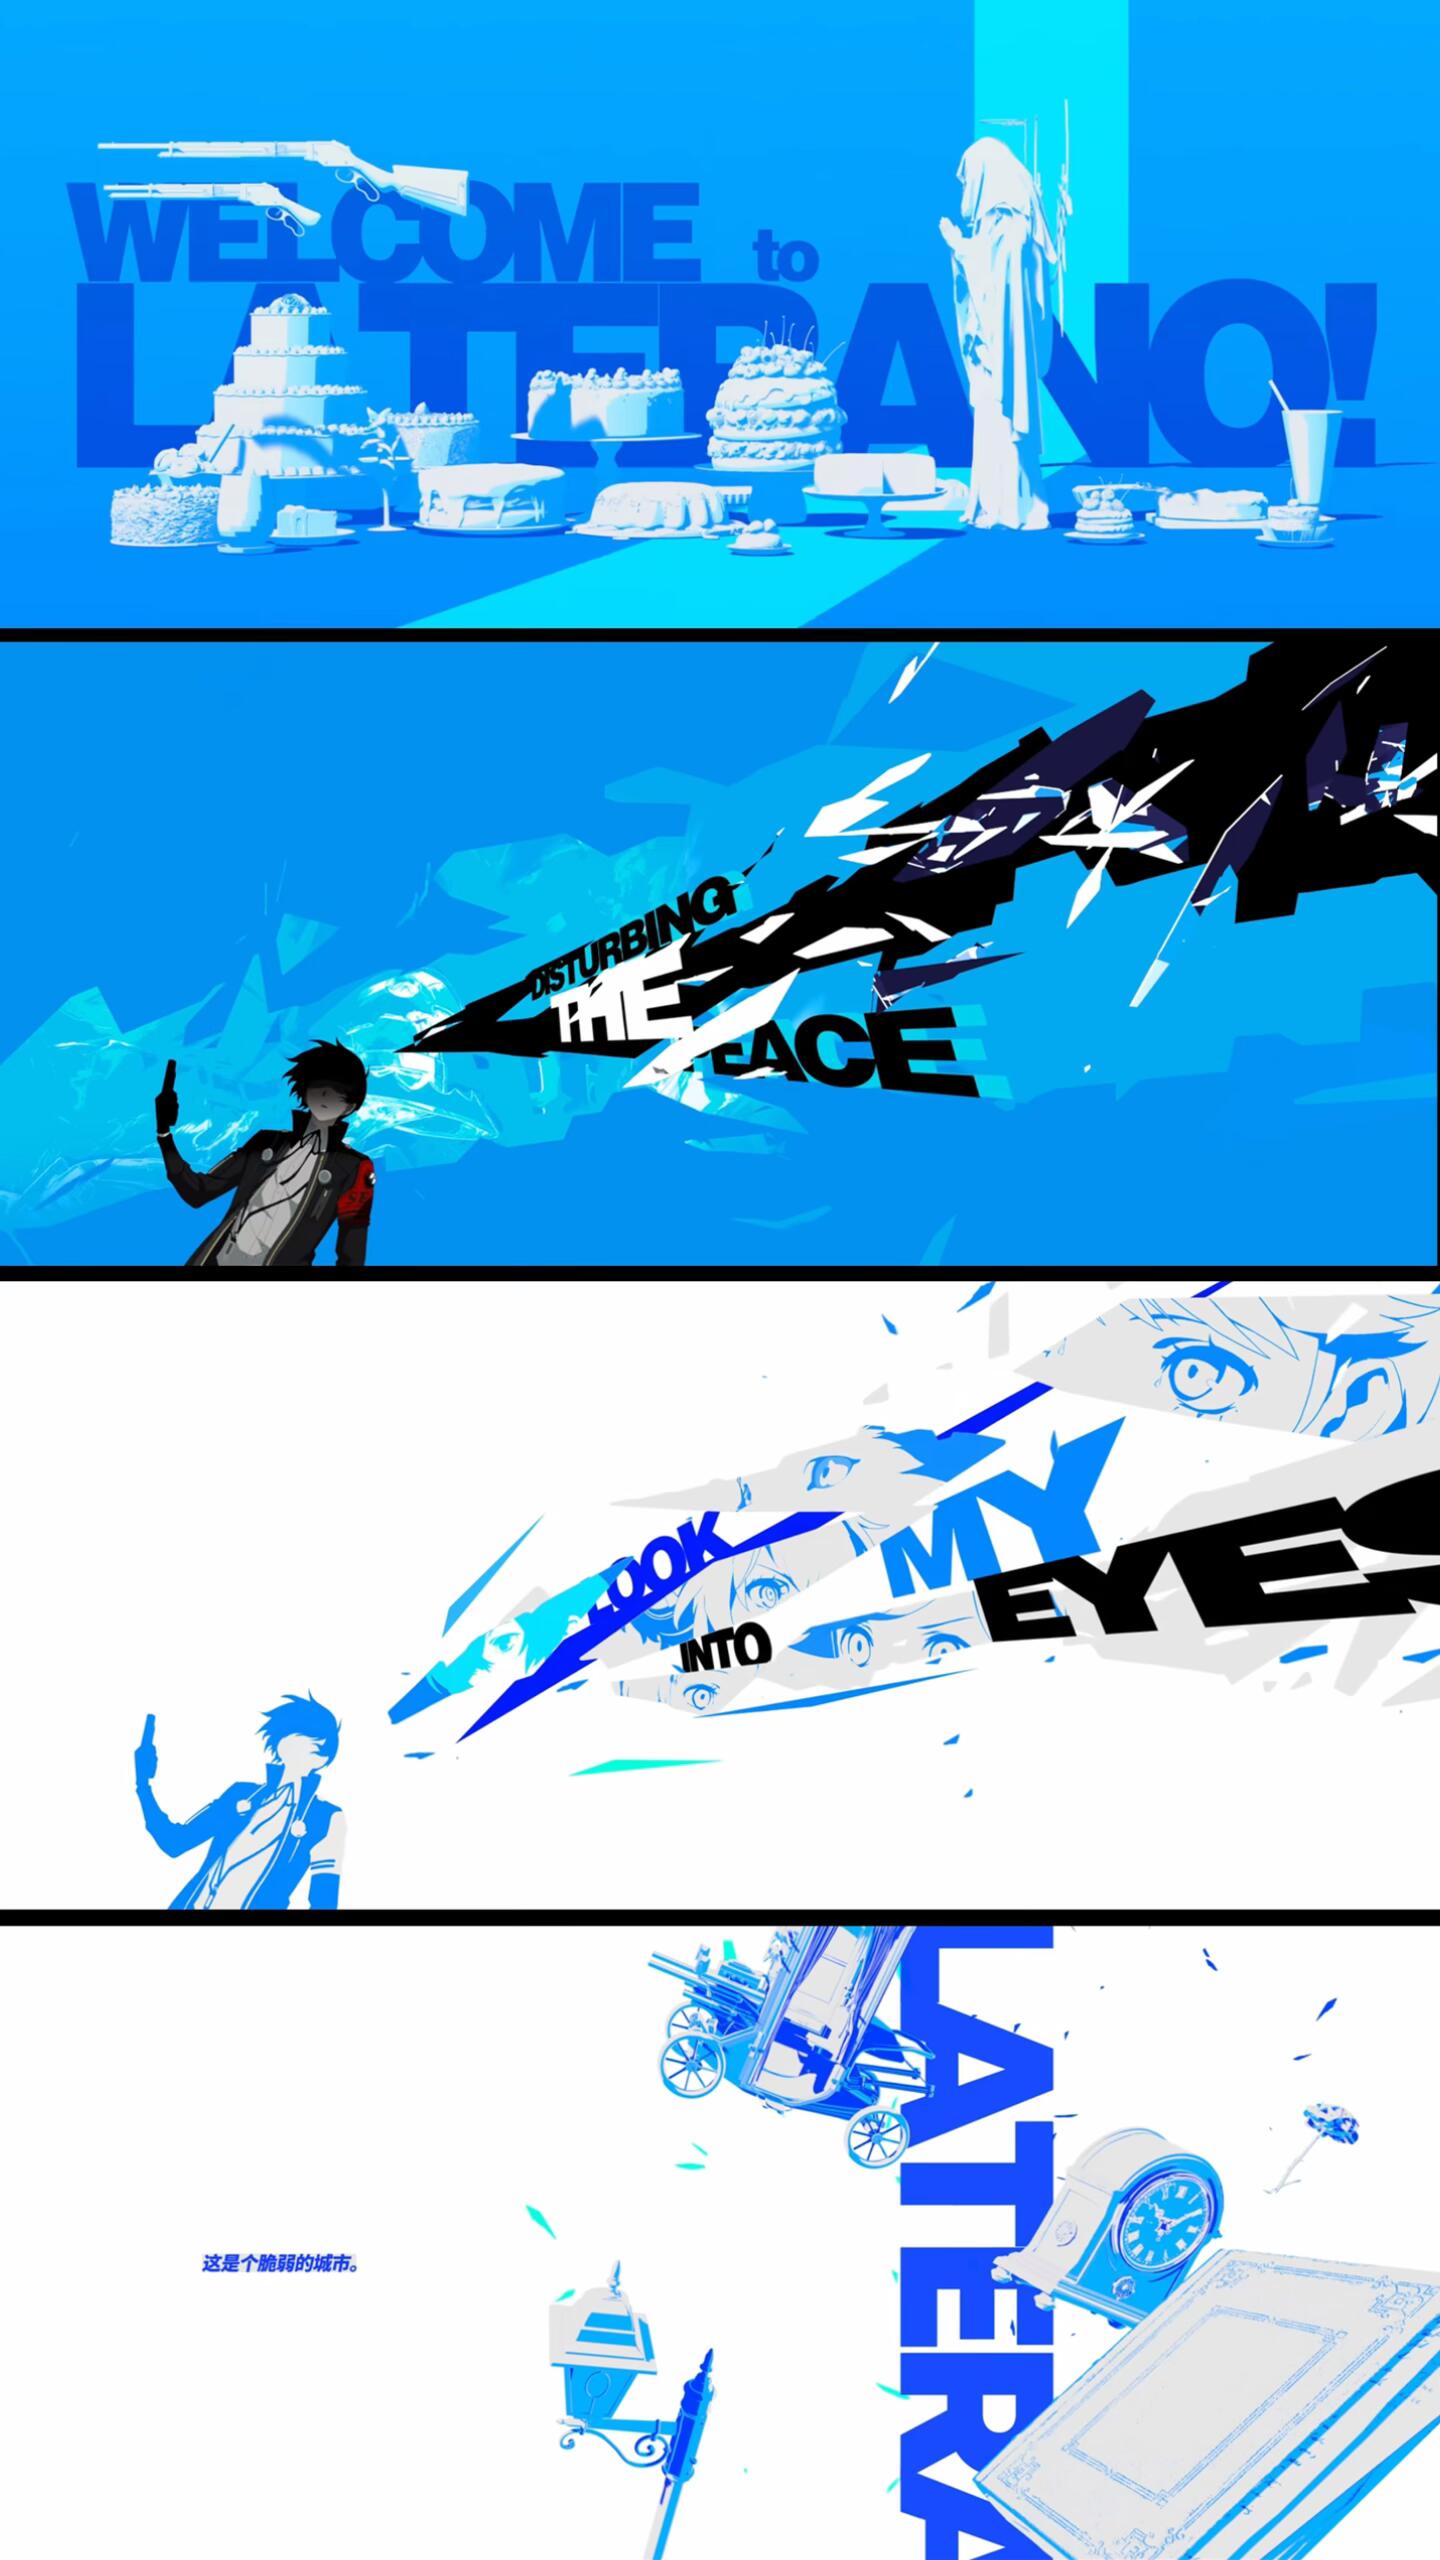 WELCOME to
LATERANO!
DISTURBING
THE
PEACE
LOOK
INTO
MY
EYES
LATERA
这是个脆弱的城市。